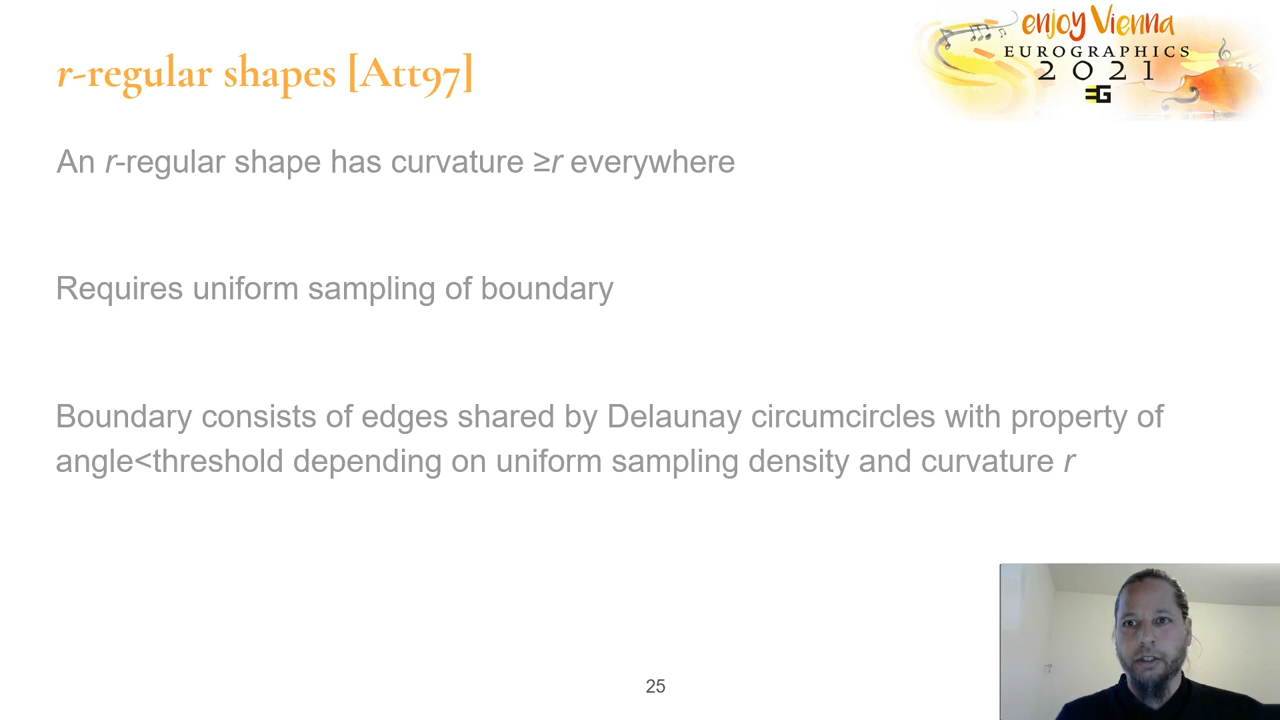 enjoy Vienna
EUROGRAPHICS
2021
EG
r-regular shapes [Att97]
An r-regular shape has curvature ≥r everywhere
Requires uniform sampling of boundary
Boundary consists of edges shared by Delaunay circumcircles with property of
angle<threshold depending on uniform sampling density and curvature r
25